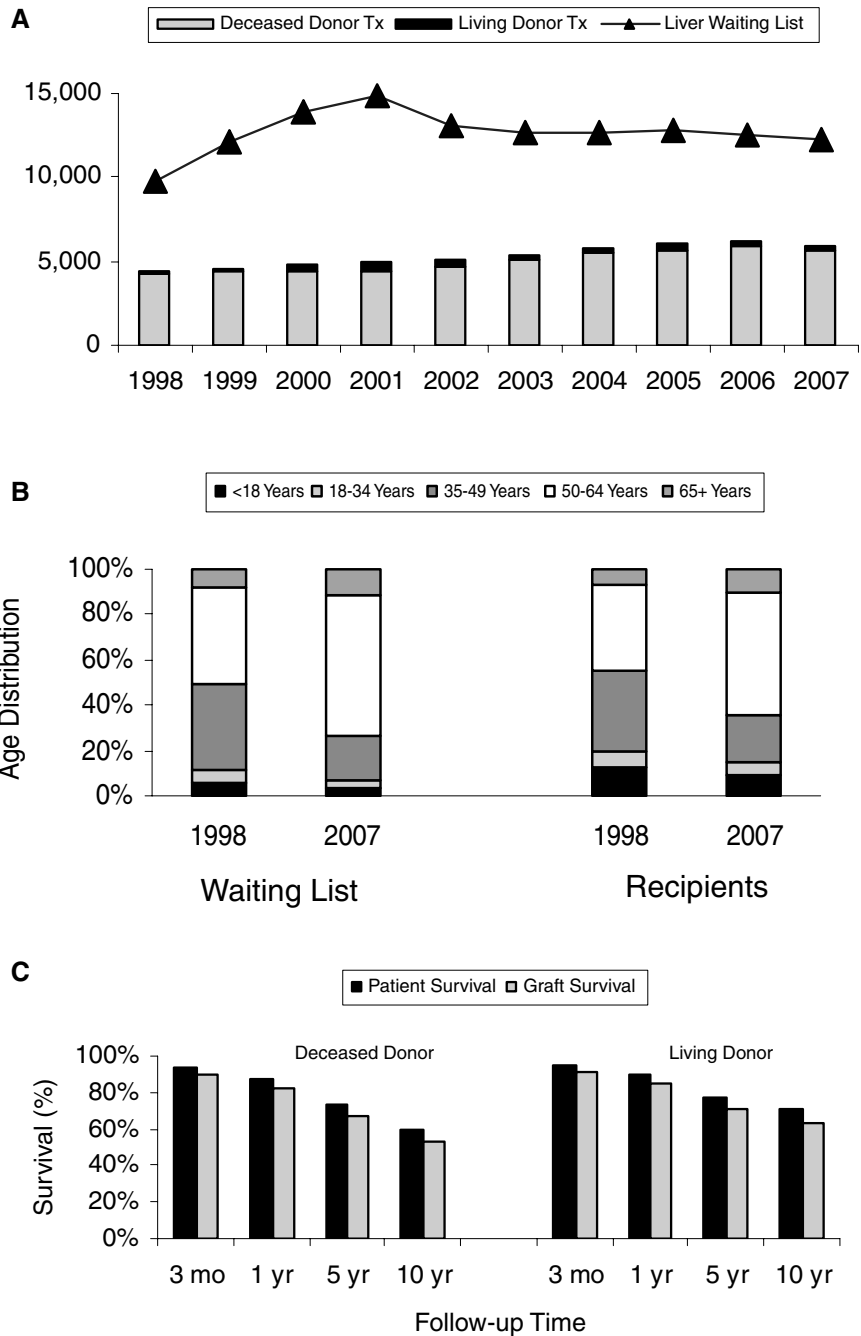 A
Deceased Donor Tx Living Donor Tx Liver Waiting List
15,000
10,000
5,000
0
1998 1999 2000 2001 2002 2003 2004 2005 2006 2007
B
<18 Years 18-34 Years 35-49 Years 50-64 Years 65+ Years
Age Distribution
100%
80%
60%
40%
20%
0%
1998 2007 1998 2007
Waiting List Recipients
C
Patient Survival Graft Survival
Survival (%)
100%
80%
60%
40%
20%
0%
Deceased Donor Living Donor
3 mo 1 yr 5 yr 10 yr 3 mo 1 yr 5 yr 10 yr
Follow-up Time